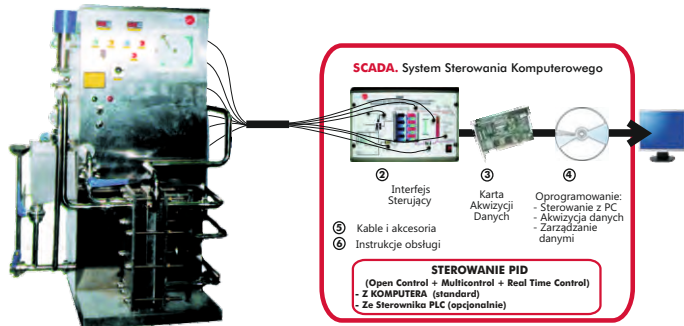 SCADA. System Sterowania Komputerowego
②
Interfejs
Sterujący
③
Karta
Akwizycji
Danych
④
Oprogramowanie:
- Sterowanie z PC
- Akwizycja danych
- Zarządzanie
danymi
⑤ Kable i akcesoria
⑥ Instrukcje obsługi
STEROWANIE PID
(Open Control + Multicontrol + Real Time Control)
- Z KOMPUTERA (standard)
- Ze Sterownika PLC (opcjonalnie)